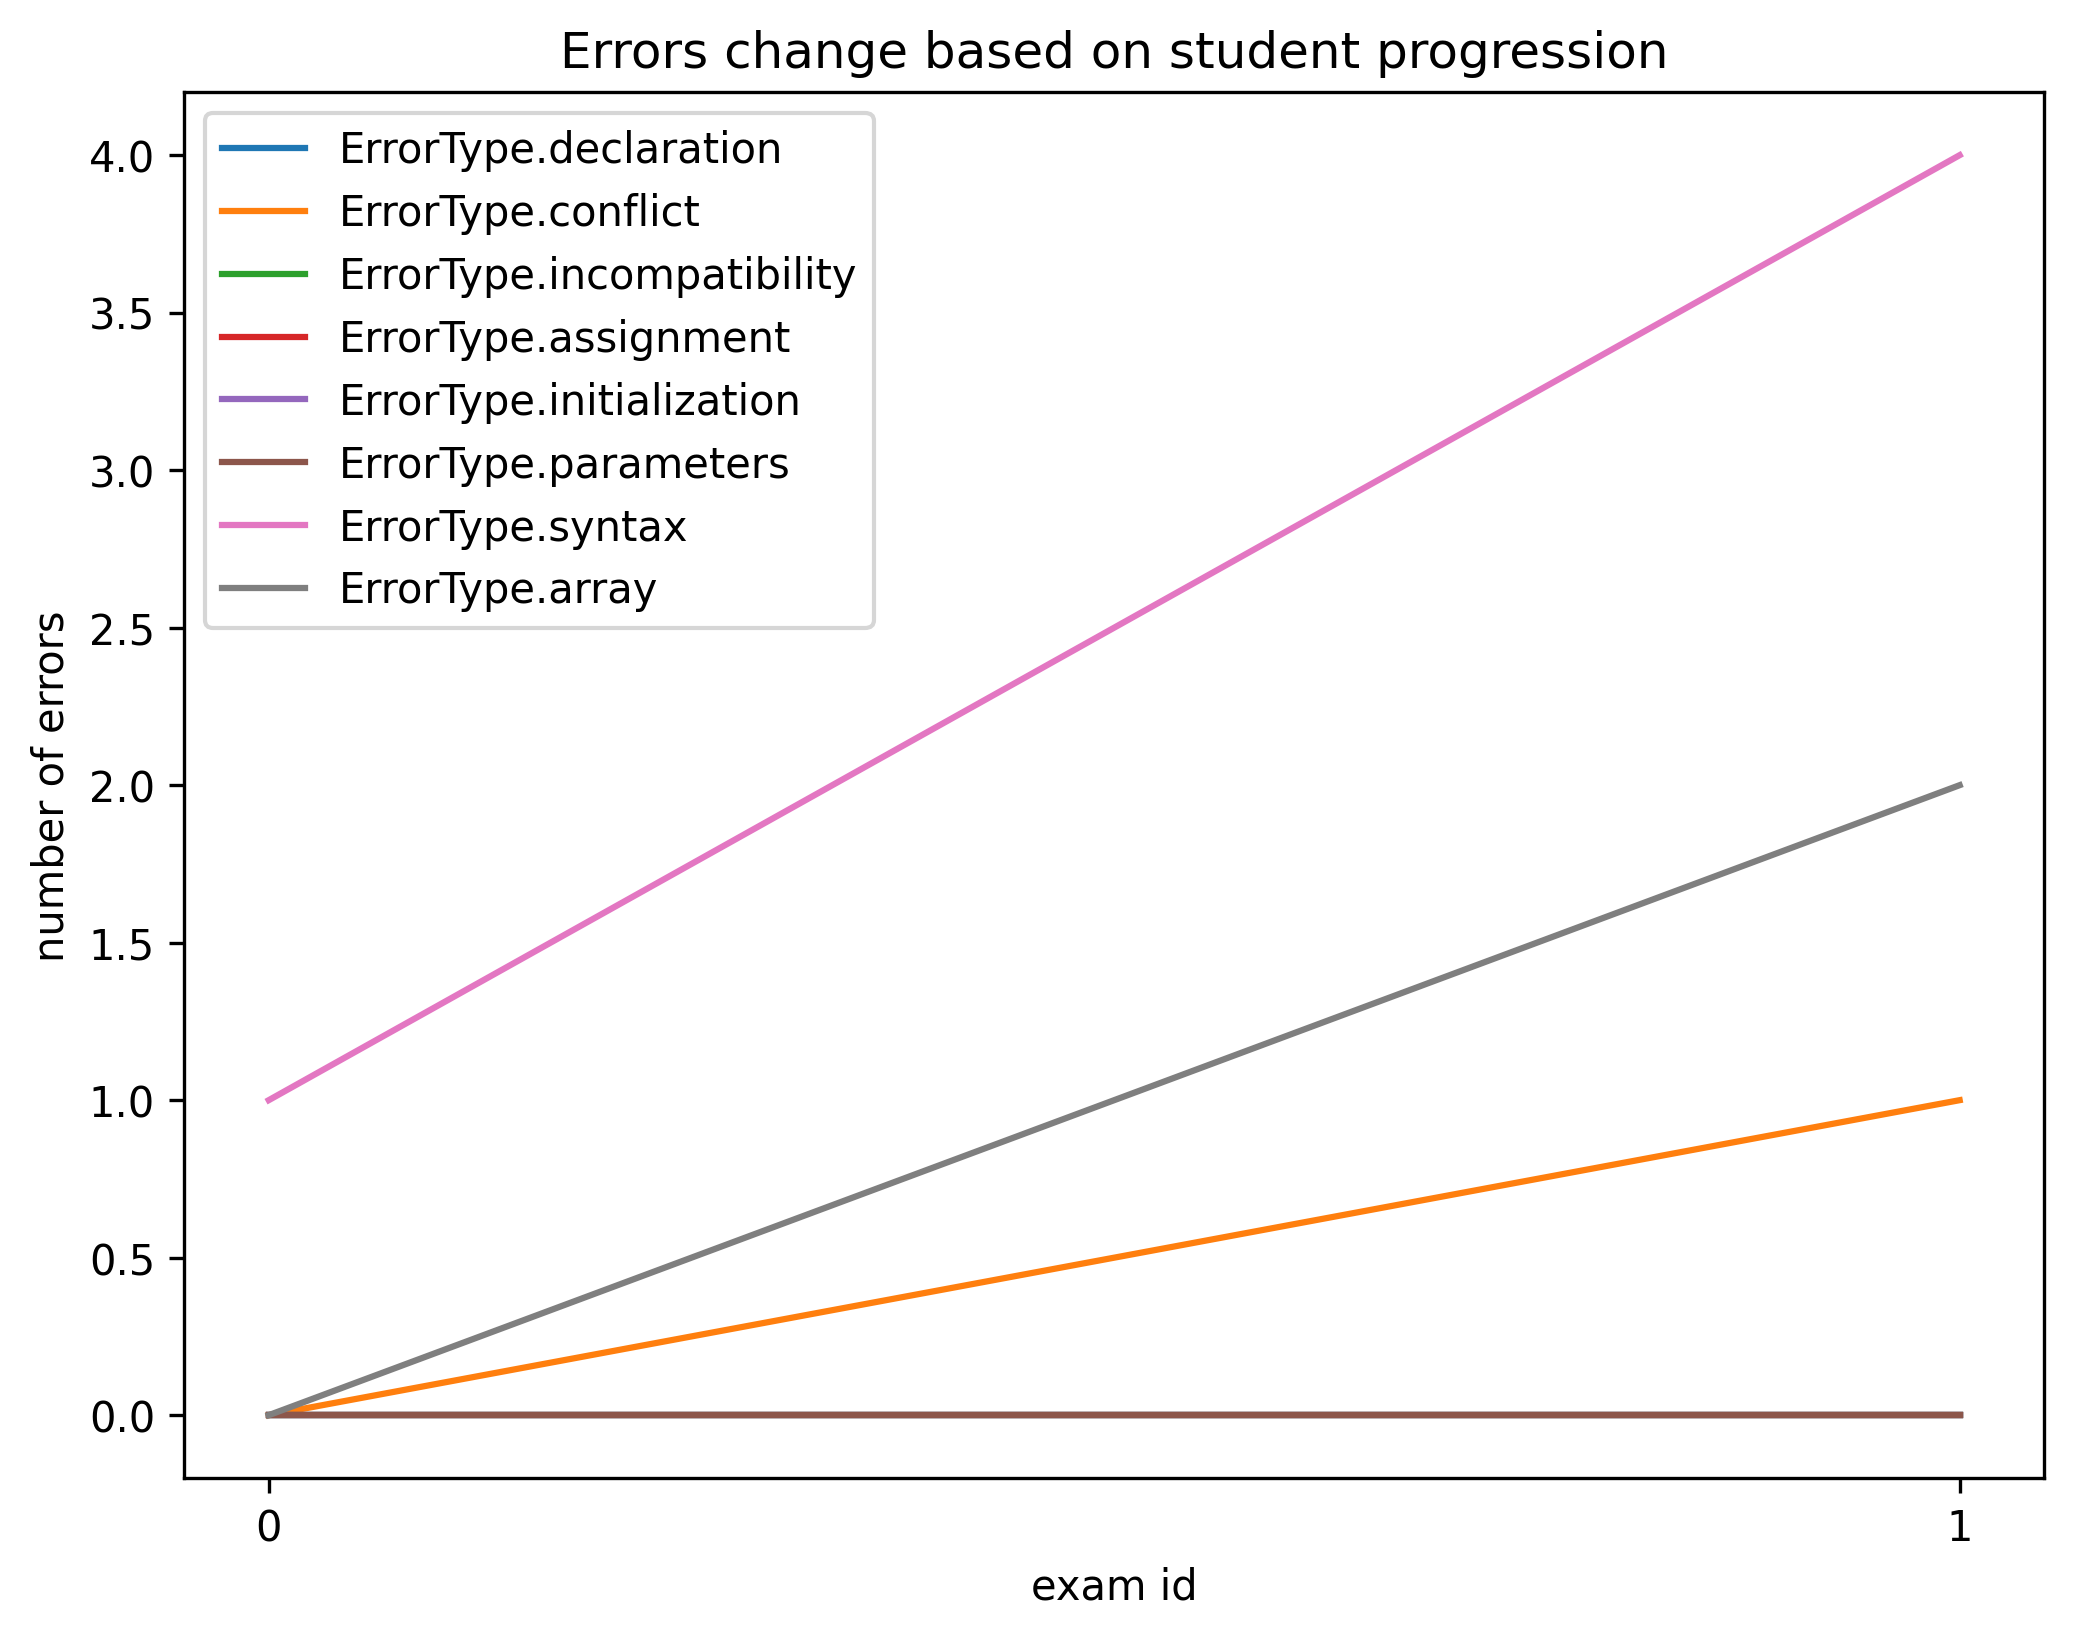 Errors change based on student progression
ErrorType.declaration
ErrorType.conflict
ErrorType.incompatibility
ErrorType.assignment
ErrorType.initialization
ErrorType.parameters
ErrorType.syntax
ErrorType.array
4.0
3.5
3.0
2.5
2.0
1.5
1.0
0.5
0.0
number of errors
0 1
exam id